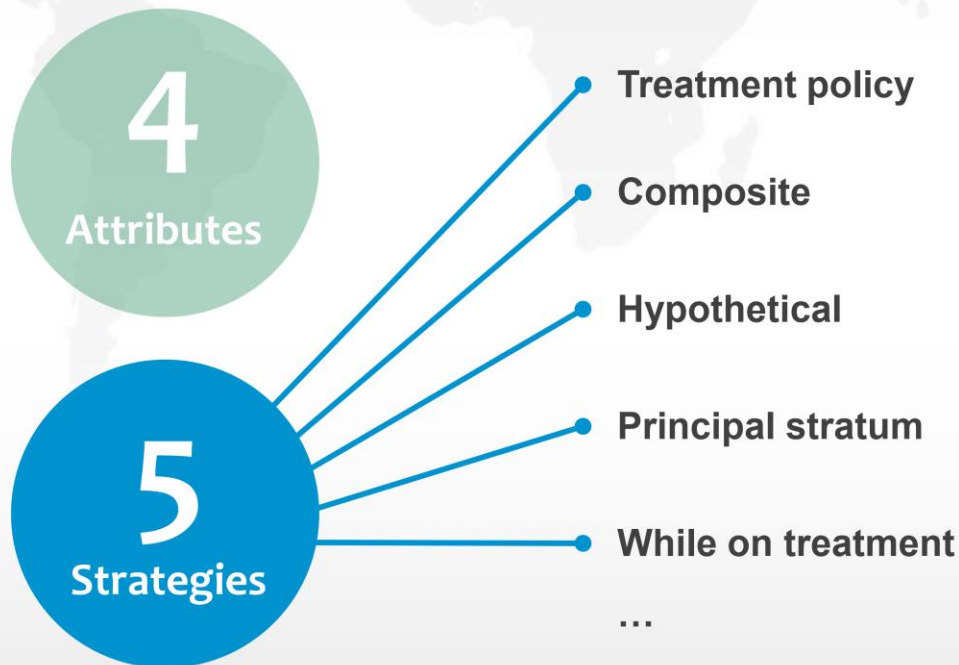 4
Attributes
5
Strategies
Treatment policy
Composite
Hypothetical
Principal stratum
While on treatment
...